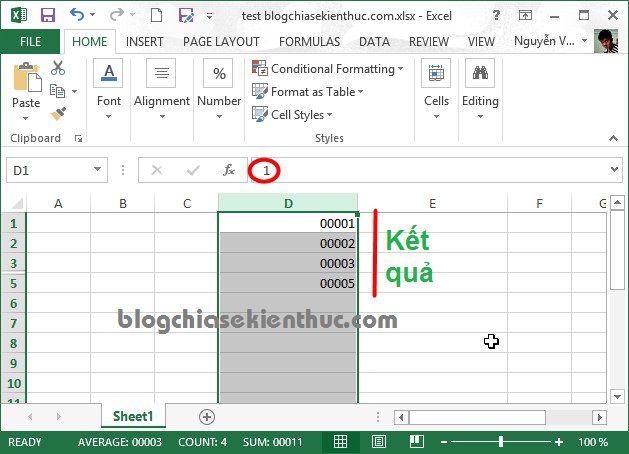 test blogchiasekienthuc.com.xlsx - Excel
FILE HOME INSERT PAGE LAYOUT FORMULAS DATA REVIEW VIEW Nguyễn V...
Paste
Clipboard
Font
Alignment
Number
Conditional Formatting
Format as Table
Cell Styles
Styles
Cells
Editing
D1 fx 1
A B C D E F G
1 00001
2 00002
3 00003
5 00005
Kết
quả
6
7
blogchiasekienthuc.com
8
9
10
11
Sheet1
READY AVERAGE: 00003 COUNT: 4 SUM: 00011 100 %